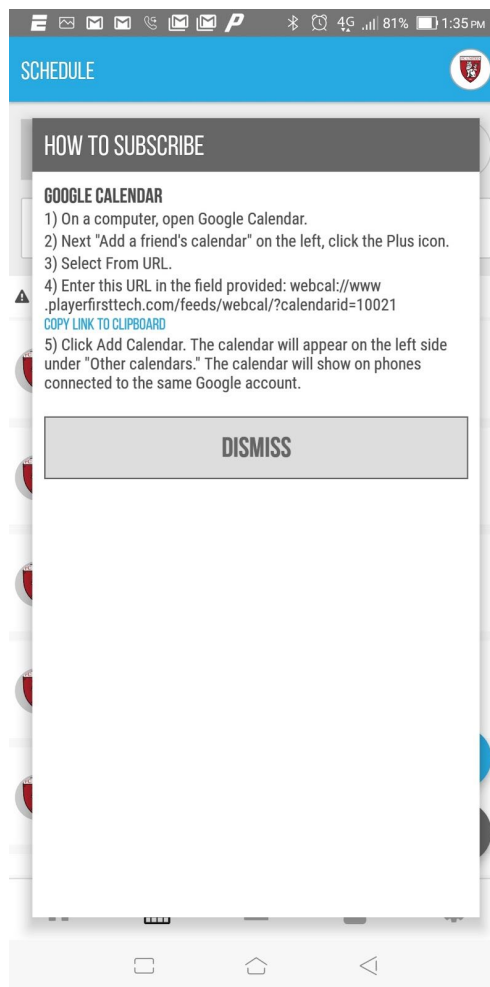 4G 81% 1:35 PM
SCHEDULE
HOW TO SUBSCRIBE
GOOGLE CALENDAR
1) On a computer, open Google Calendar.
2) Next "Add a friend's calendar" on the left, click the Plus icon.
3) Select From URL.
4) Enter this URL in the field provided: webcal://www
.playerfirsttech.com/feeds/webcal/?calendarid=10021
COPY LINK TO CLIPBOARD
5) Click Add Calendar. The calendar will appear on the left side
under "Other calendars." The calendar will show on phones
connected to the same Google account.
DISMISS